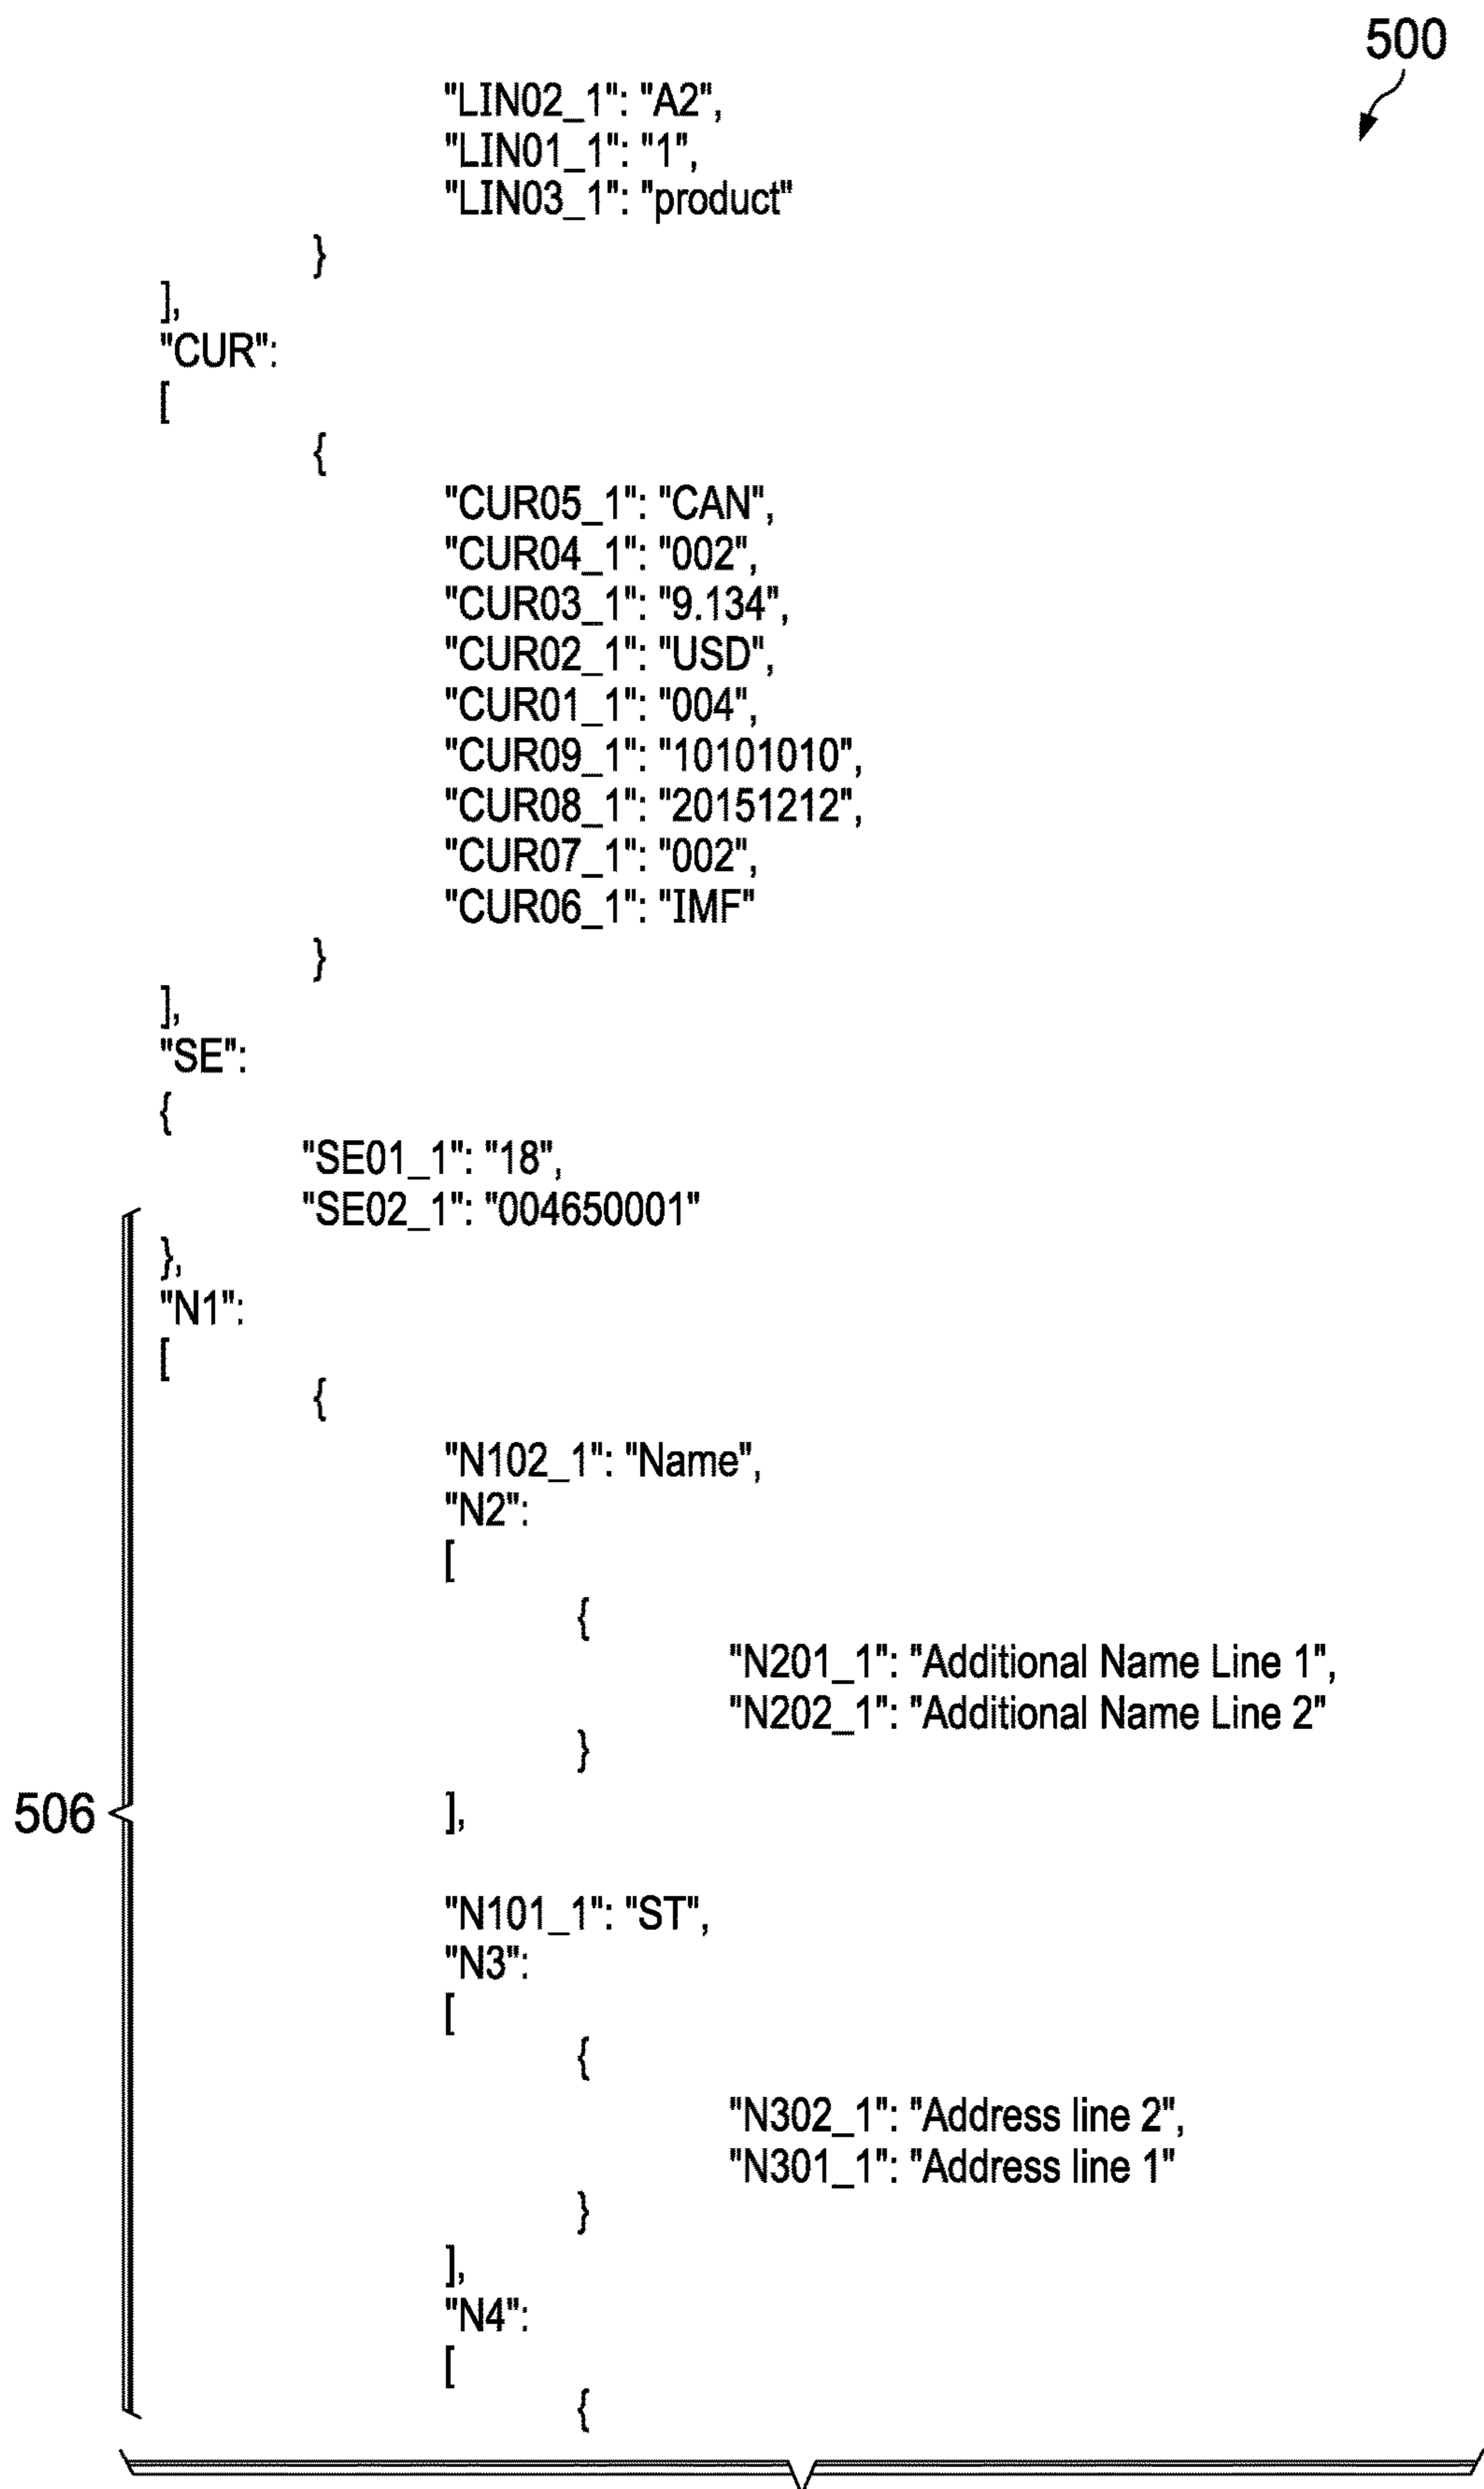 500
"LIN02_1": "A2",
"LIN01_1": "1",
"LIN03_1": "product"
}
],
"CUR":
[
{
"CUR05_1": "CAN",
"CUR04_1": "002",
"CUR03_1": "9.134",
"CUR02_1": "USD",
"CUR01_1": "004",
"CUR09_1": "10101010",
"CUR08_1": "20151212",
"CUR07_1": "002",
"CUR06_1": "IMF"
}
],
"SE":
{
"SE01_1": "18",
"SE02_1": "004650001"
},
"N1":
[
{
"N102_1": "Name",
"N2":
[
{
"N201_1": "Additional Name Line 1",
"N202_1": "Additional Name Line 2"
}
506
],
"N101_1": "ST",
"N3":
[
{
"N302_1": "Address line 2",
"N301_1": "Address line 1"
}
],
"N4":
[
{